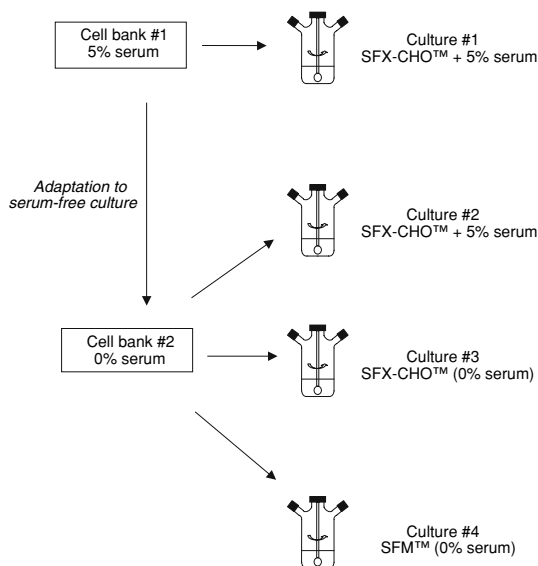 Cell bank #1
5% serum
Culture #1
SFX-CHO™ + 5% serum
Adaptation to
serum-free culture
Culture #2
SFX-CHO™ + 5% serum
Cell bank #2
0% serum
Culture #3
SFX-CHO™ (0% serum)
Culture #4
SFM™ (0% serum)